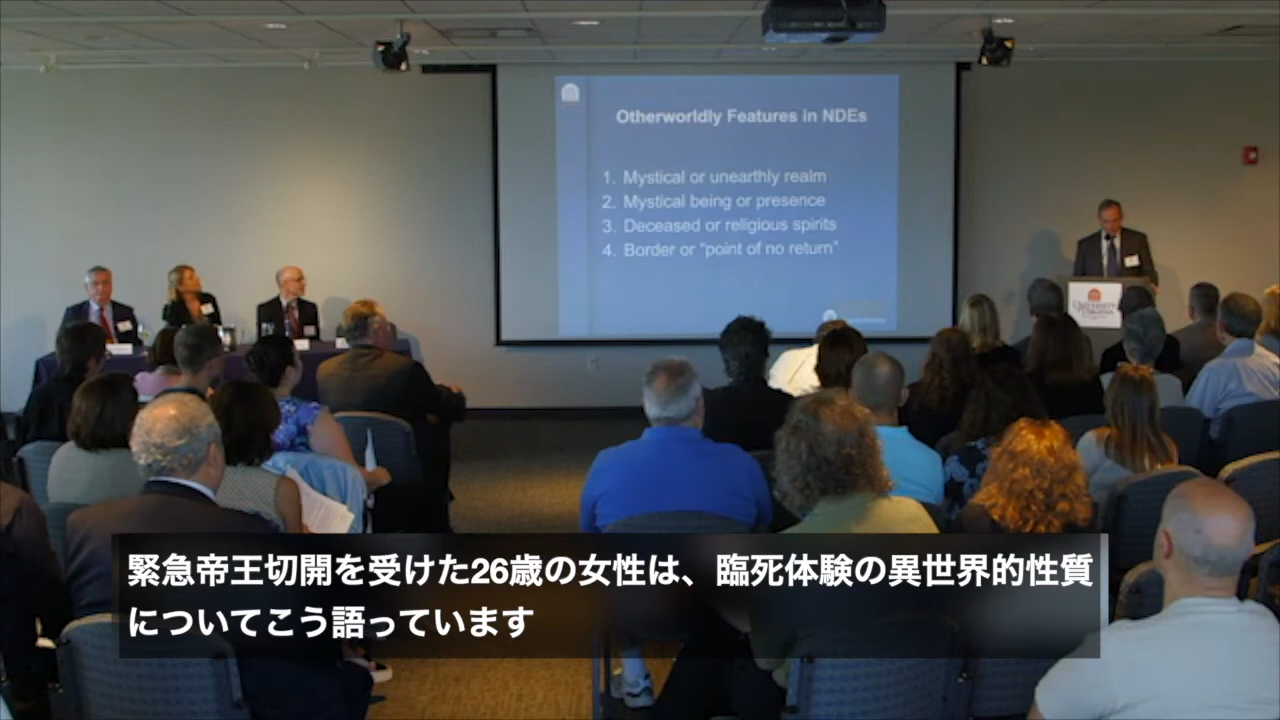 Otherworldly Features in NDEs
1. Mystical or unearthly realm
2. Mystical being or presence
3. Deceased or religious spirits
4. Border or “point of no return”
UNIVERSITY
VIRGINIA
緊急帝王切開を受けた26歳の女性は、臨死体験の異世界的性質
についてこう語っています